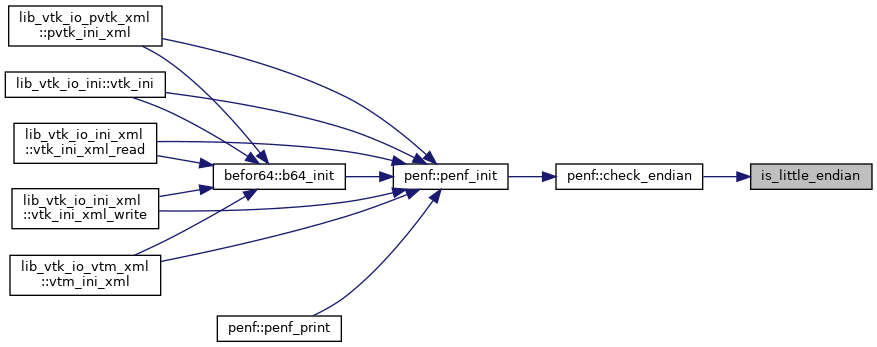 lib_vtk_io_pvtk_xml
::pvtk_ini_xml
lib_vtk_io_ini::vtk_ini
lib_vtk_io_ini_xml
::vtk_ini_xml_read
lib_vtk_io_ini_xml
::vtk_ini_xml_write
lib_vtk_io_vtm_xml
::vtm_ini_xml
befor64::b64_init
penf::penf_print
penf::penf_init
penf::check_endian
is_little_endian